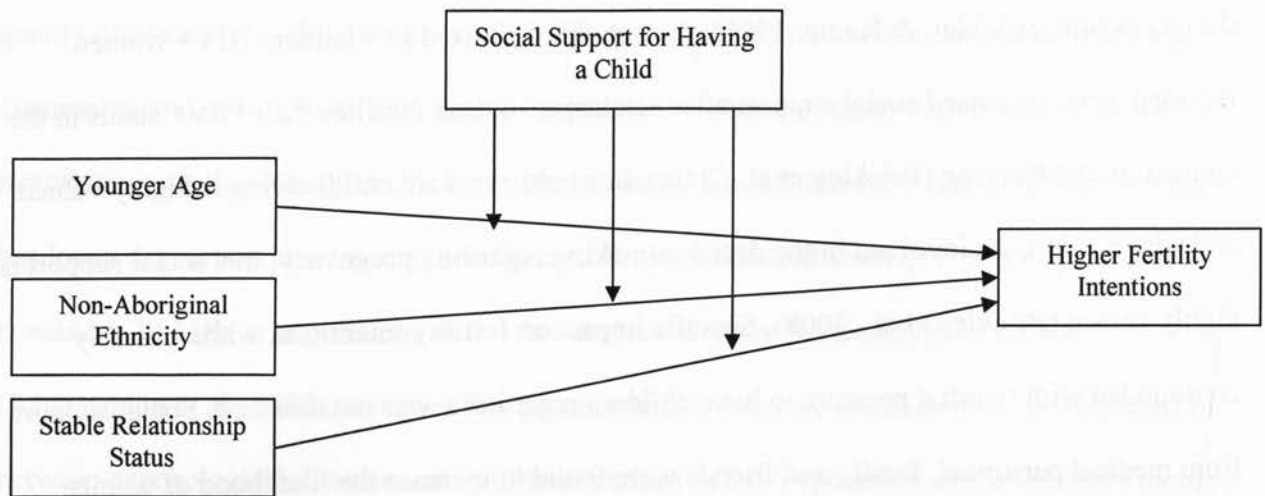 Social Support for Having
a Child
Younger Age
Non-Aboriginal
Ethnicity
Stable Relationship
Status
Higher Fertility
Intentions